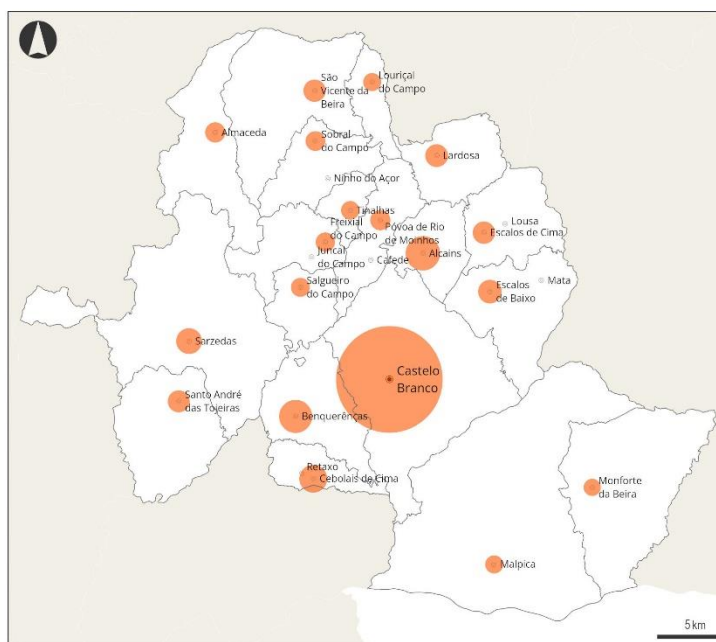 São
Vicente da
Beira
Louriçal
do Campo
Almaceda
Sobral
do Campo
Lardosa
Ninho do Açor
Tinalhas
Freixial
do Campo
Póvoa de Rio
de Moinhos
Lousa
Escalos de Cima
Juncal
do Campo
Cafede
Alcains
Salgueiro
do Campo
Mata
Escalos
de Baixo
Sarzedas
Castelo
Branco
Santo André
das Tojeiras
Benquerenças
Retaxo
Cebolais de Cima
Monforte
da Beira
Malpica
5 km